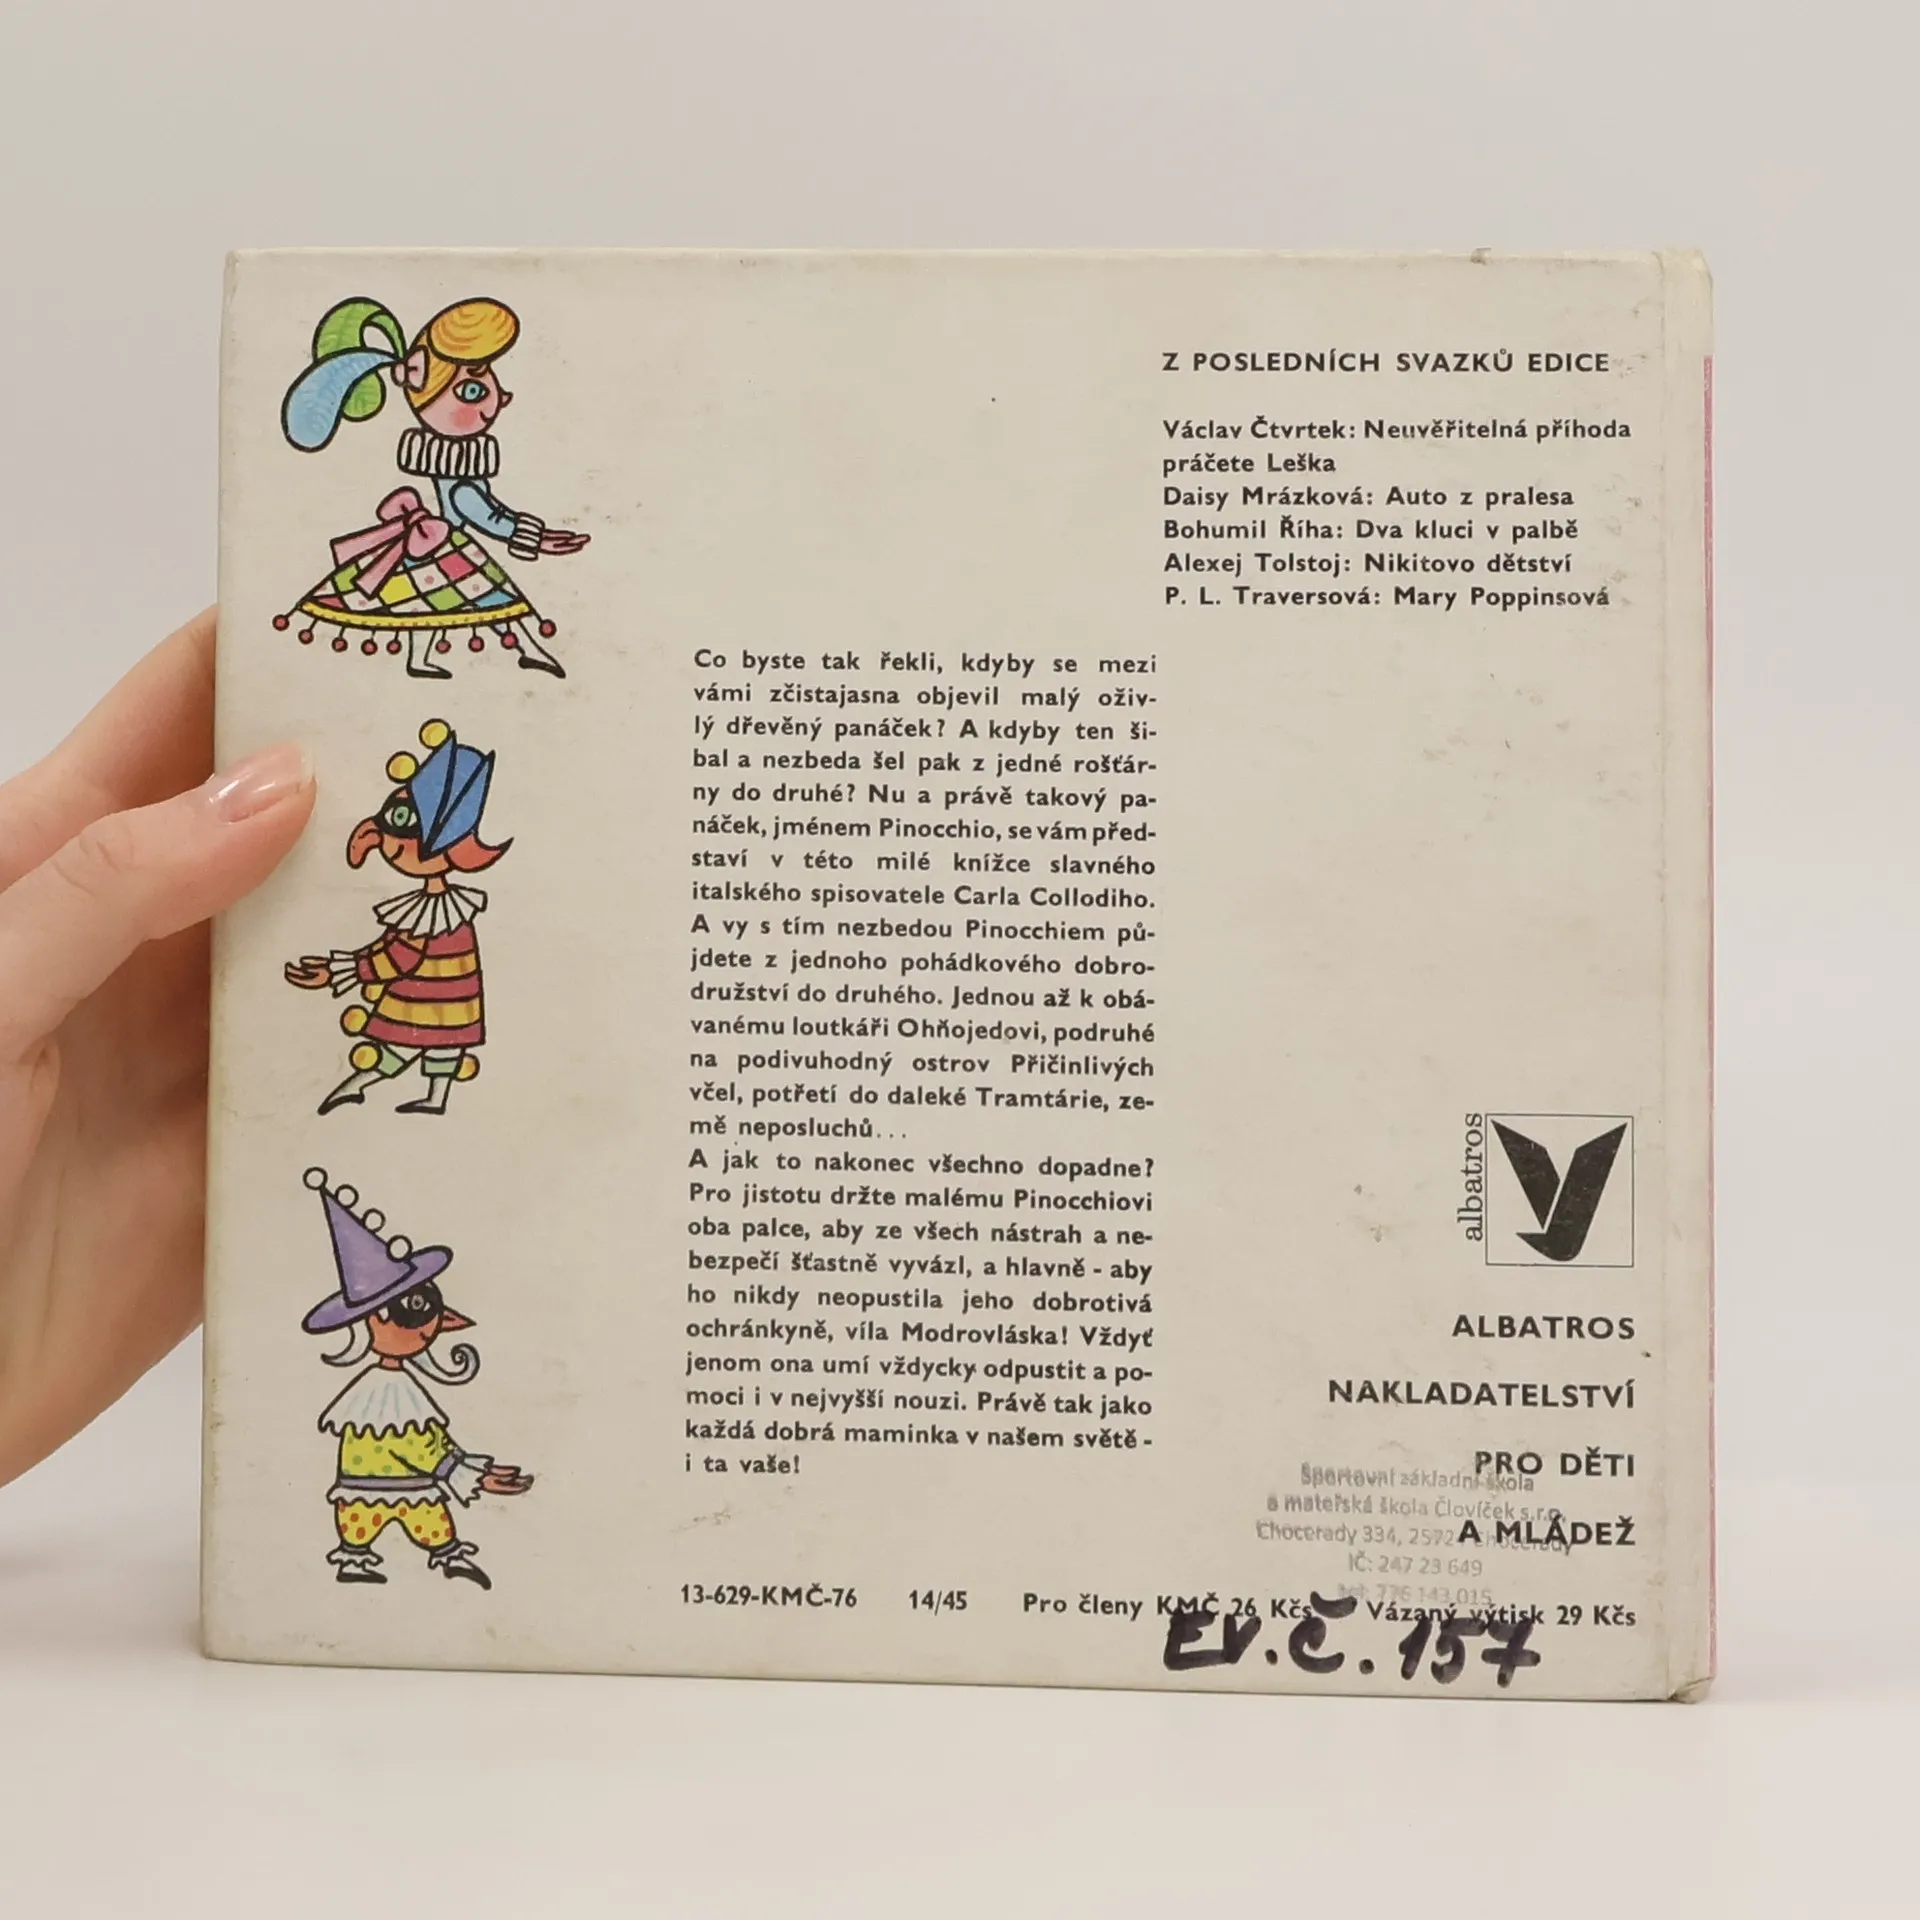 Z POSLEDNÍCH SVAZKŮ EDICE
Václav Čtvrtek: Neuvěřitelná příhoda
práčete Leška
Daisy Mrázková: Auto z pralesa
Bohumil Říha: Dva kluci v palbě
Alexej Tolstoj: Nikitovo dětství
P. L. Traversová: Mary Poppinsová
Co byste tak řekli, kdyby se mezi
vámi zčistajasna objevil malý oživ-
lý dřevěný panáček? A kdyby ten ši-
bal a nezbeda šel pak z jedné rošťár-
ny do druhé? Nu a právě takový pa-
náček, jménem Pinocchio, se vám před-
staví v této milé knížce slavného
italského spisovatele Carla Collodiho.
A vy s tím nezbedou Pinocchiem pů-
jdete z jednoho pohádkového dobro-
družství do druhého. Jednou až k obá-
vanému loutkáři Ohňojedovi, podruhé
na podivuhodný ostrov Přičinlivých
včel, potřetí do daleké Tramtárie, ze-
mě neposluchů...
A jak to nakonec všechno dopadne?
Pro jistotu držte malému Pinocchiovi
oba palce, aby ze všech nástrah a ne-
bezpečí šťastně vyvázl, a hlavně - aby
ho nikdy neopustila jeho dobrotivá
ochránkyně, víla Modrovláska! Vždyť
jenom ona umí vždycky odpustit a po-
moci i v nejvyšší nouzi. Právě tak jako
každá dobrá maminka v našem světě -
i ta vaše!
albatros
ALBATROS
NAKLADATELSTVÍ
PRO DĚTI
A MLÁDEŽ
Sportovní základní škola
a mateřská škola Človíček s.r.o.
Chocerady 334, 2572 Chocerady
IČ: 247 23 649
tel: 776 143 015
13-629-KMČ-76 14/45 Pro členy KMČ 26 Kčs Vázaný výtisk 29 Kčs
EV.Č. 157